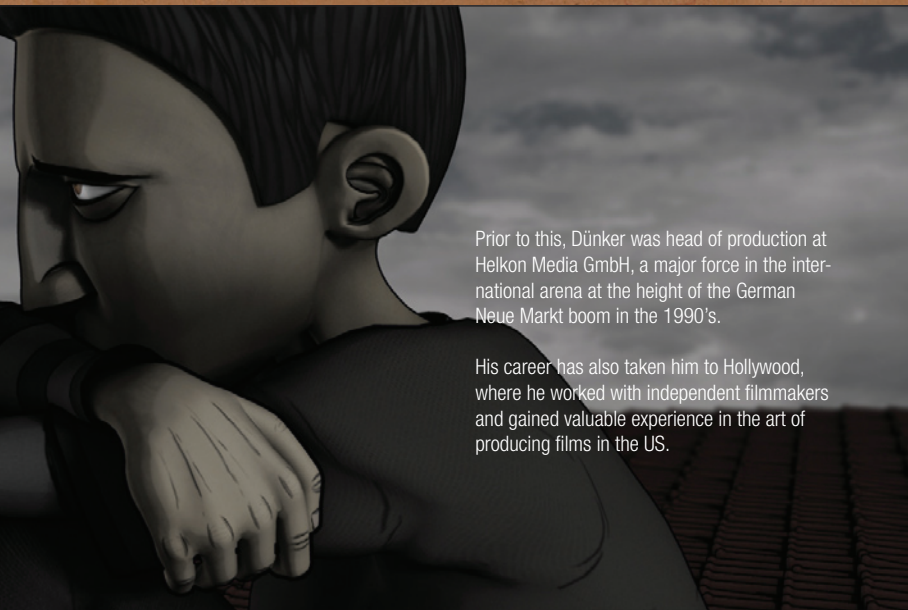 Prior to this, Dünker was head of production at
Helkon Media GmbH, a major force in the inter-
national arena at the height of the German
Neue Markt boom in the 1990's.
His career has also taken him to Hollywood,
where he worked with independent filmmakers
and gained valuable experience in the art of
producing films in the US.